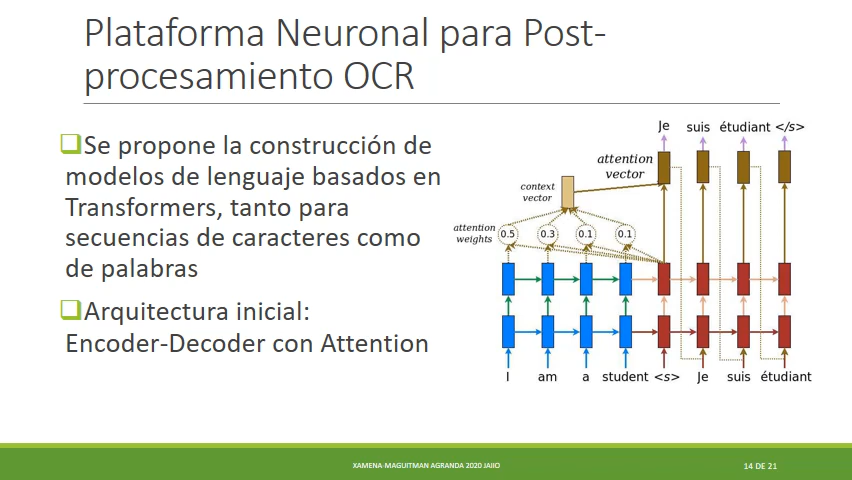 Plataforma Neuronal para Post-
procesamiento OCR
Se propone la construcción de
modelos de lenguaje basados en
Transformers, tanto para
secuencias de caracteres como
de palabras
Arquitectura inicial:
Encoder-Decoder con Attention
Je suis étudiant </s>
attention
vector
context
vector
attention
weights
0.5 0.3 0.1 0.1
I am a student <s> Je suis étudiant
XAMENA-MAGUITMAN AGRANDA 2020 JAIIO
14 DE 21